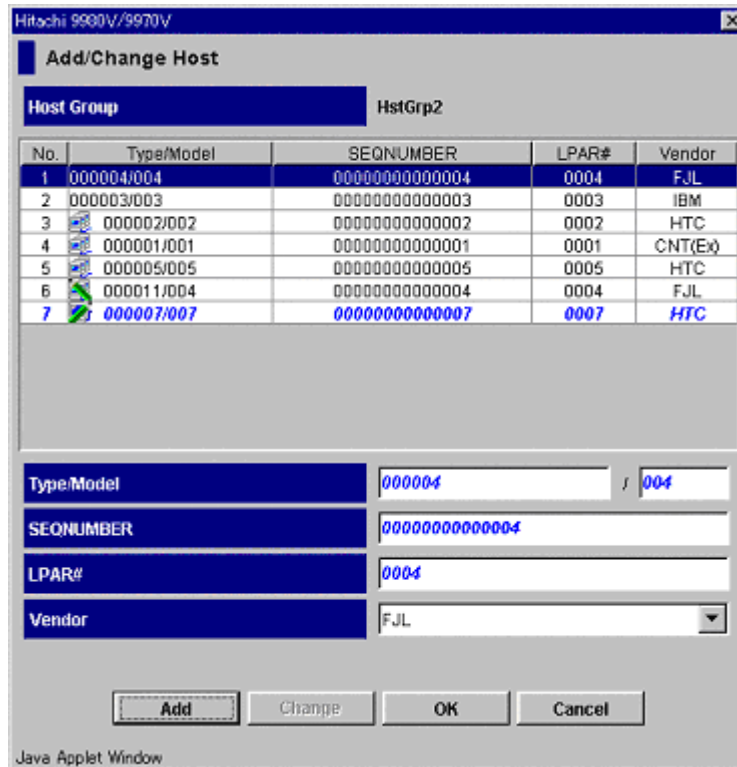 Hitachi 9980V/9970V
Add/Change Host
Host Group HstGrp2
No. Type/Model SEQNUMBER LPAR# Vendor
1 000004/004 00000000000004 0004 FJL
2 000003/003 00000000000003 0003 IBM
3 000002/002 00000000000002 0002 HTC
4 000001/001 00000000000001 0001 CNT(Ex)
5 000005/005 00000000000005 0005 HTC
6 000011/004 00000000000004 0004 FJL
7 000007/007 00000000000007 0007 HTC
Type/Model 000004 / 004
SEQNUMBER 00000000000004
LPAR# 0004
Vendor FJL
Add Change OK Cancel
Java Applet Window